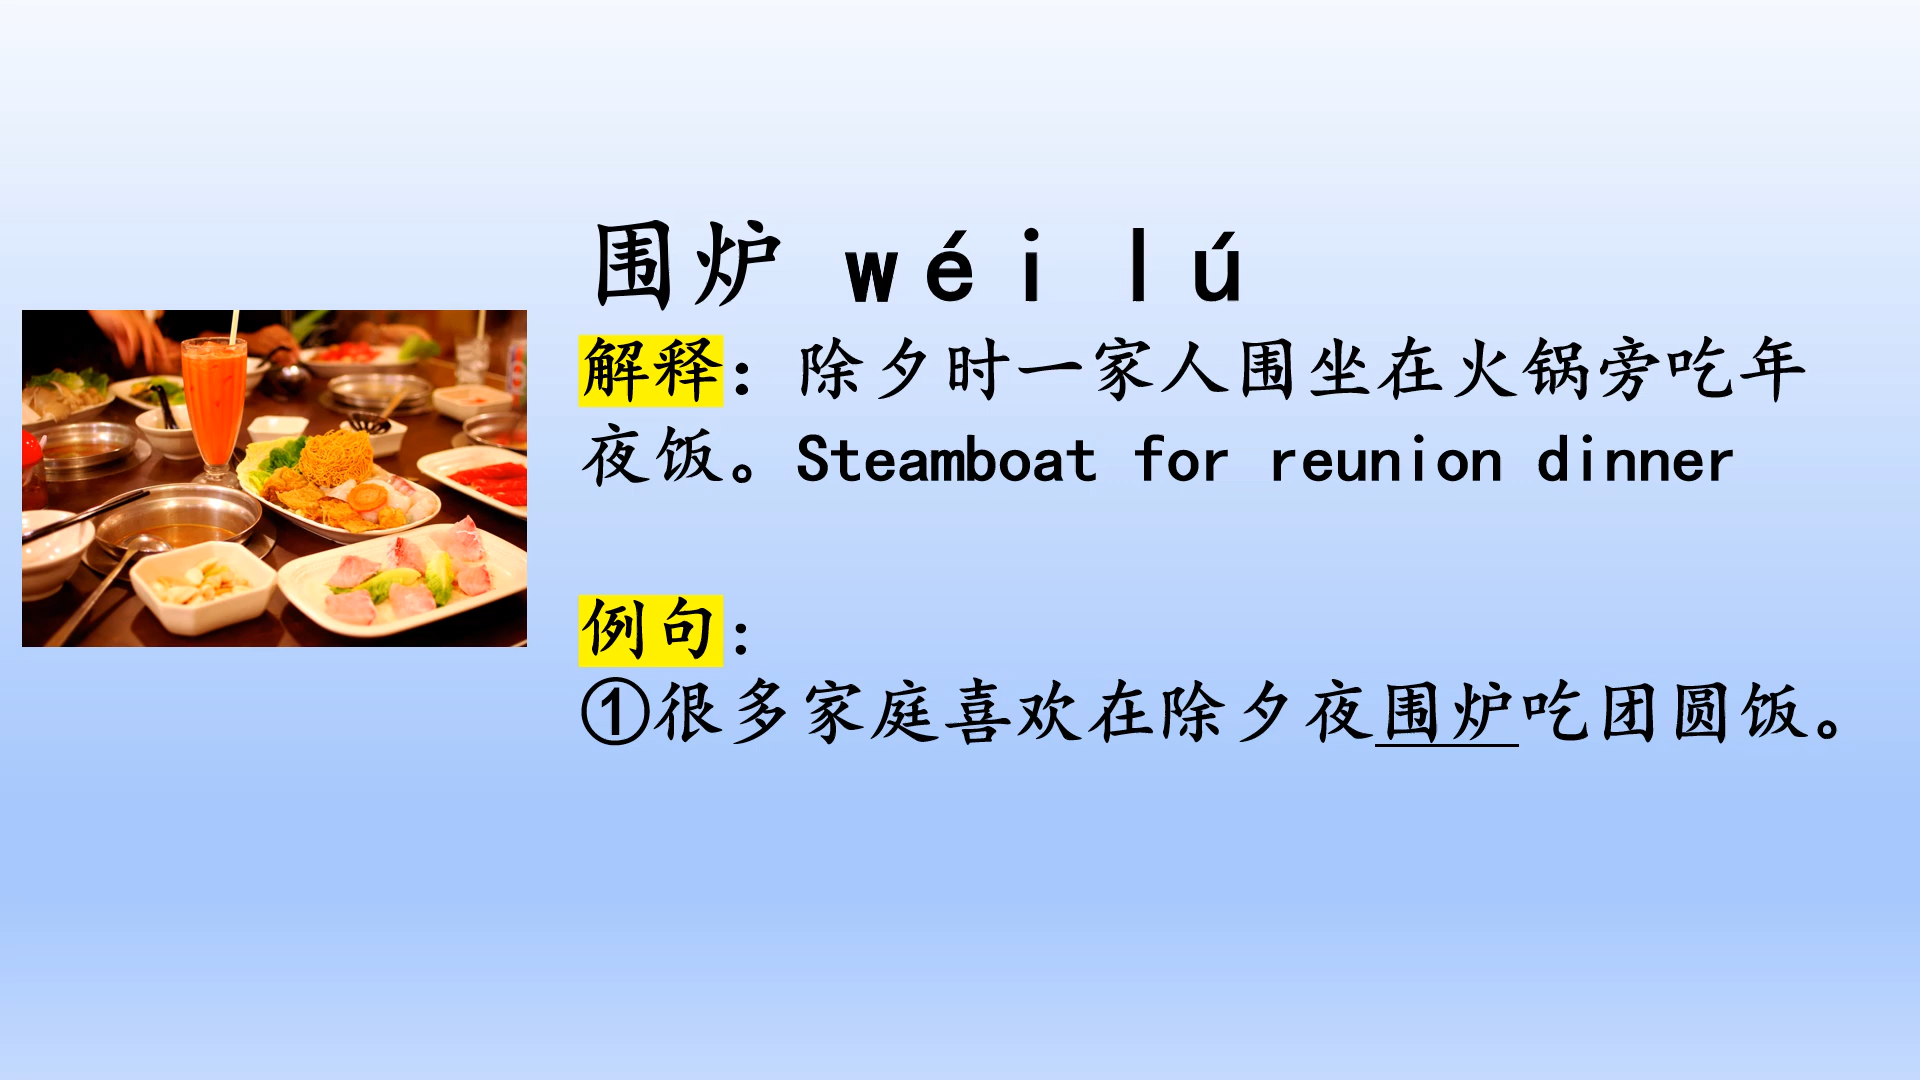 围炉 wéi lú
解释：除夕时一家人围坐在火锅旁吃年
夜饭。Steamboat for reunion dinner
例句：
①很多家庭喜欢在除夕夜围炉吃团圆饭。